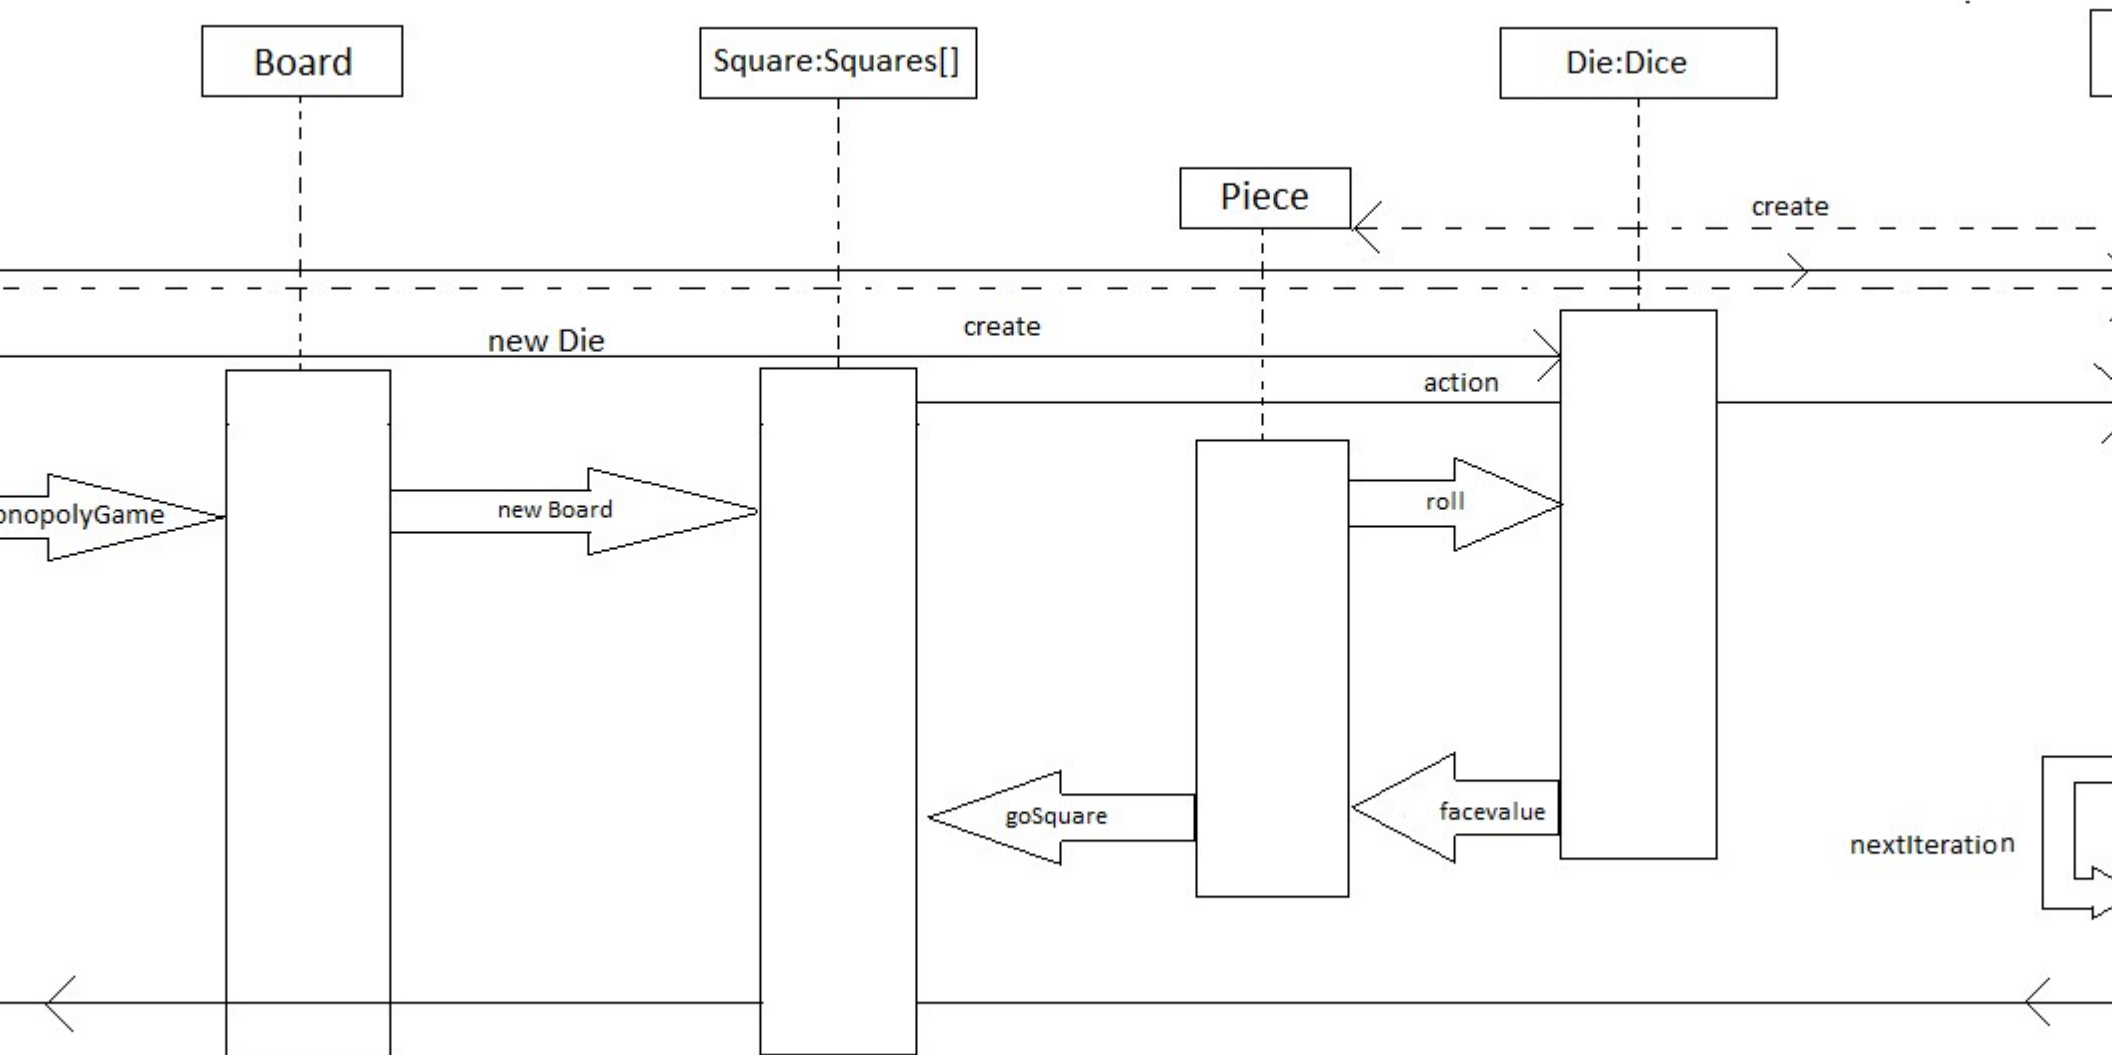 Board
Square:Squares[]
Die:Dice
Piece
create
new Die
create
action
onopolyGame
new Board
roll
goSquare
facevalue
nextIteration